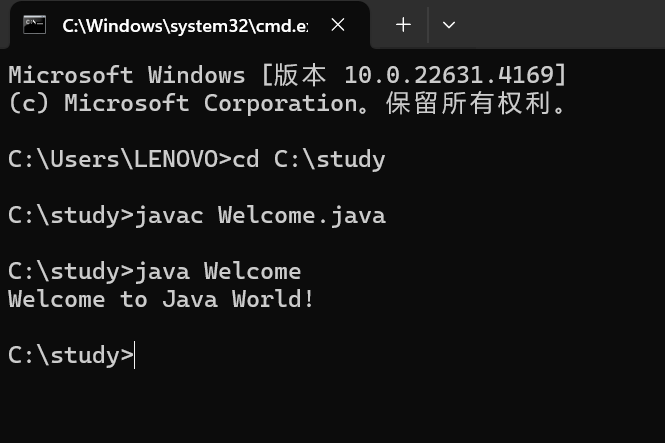 C:\Windows\system32\cmd.e
Microsoft Windows [版本 10.0.22631.4169]
(c) Microsoft Corporation。保留所有权利。
C:\Users\LENOVO>cd C:\study
C:\study>javac Welcome.java
C:\study>java Welcome
Welcome to Java World!
C:\study>